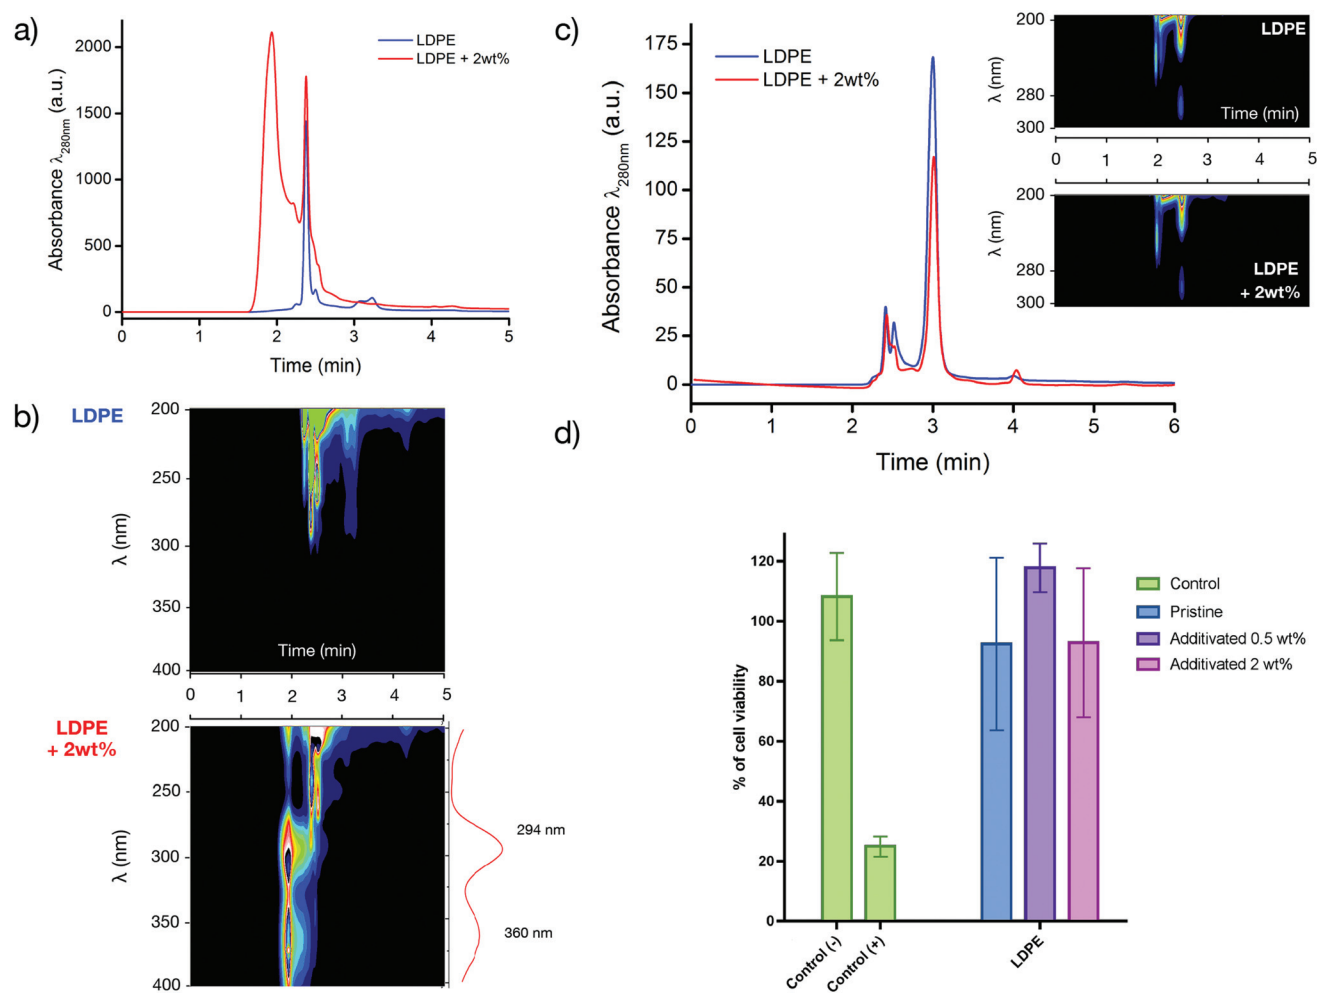 a)
LDPE
LDPE + 2wt%
Absorbance λ280nm (a.u.)
2000
1500
1000
500
0
0 1 2 3 4 5
Time (min)
c)
LDPE
LDPE + 2wt%
Absorbance λ280nm (a.u.)
175
150
125
100
75
50
25
0
0 1 2 3 4 5 6
Time (min)
200
LDPE
λ (nm)
280
Time (min)
300
0 1 2 3 4 5
200
λ (nm)
280
LDPE
+ 2wt%
300
b)
LDPE
200
250
λ (nm)
300
350
Time (min)
400
0 1 2 3 4 5
LDPE
+ 2wt%
200
250
λ (nm)
300
350
400
294 nm
360 nm
d)
% of cell viability
120
100
80
60
40
20
0
Control (-)
Control (+)
LDPE
Control
Pristine
Additivated 0.5 wt%
Additivated 2 wt%